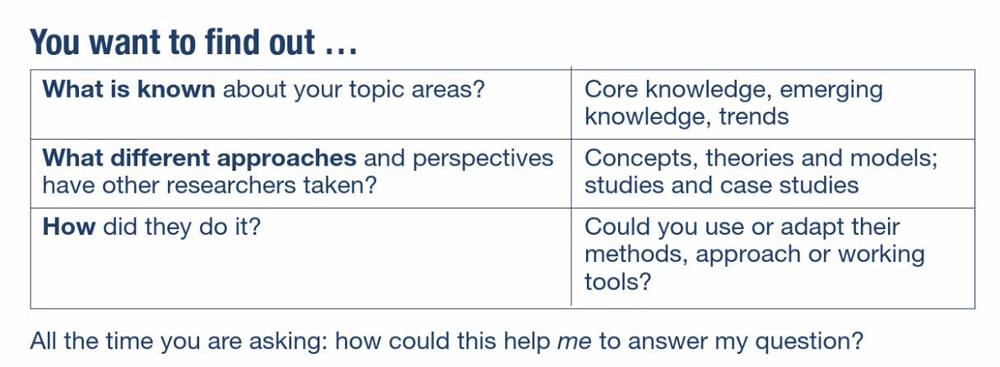 You want to find out ...
What is known about your topic areas?
Core knowledge, emerging
knowledge, trends
What different approaches and perspectives
have other researchers taken?
Concepts, theories and models;
studies and case studies
How did they do it?
Could you use or adapt their
methods, approach or working
tools?
All the time you are asking: how could this help me to answer my question?